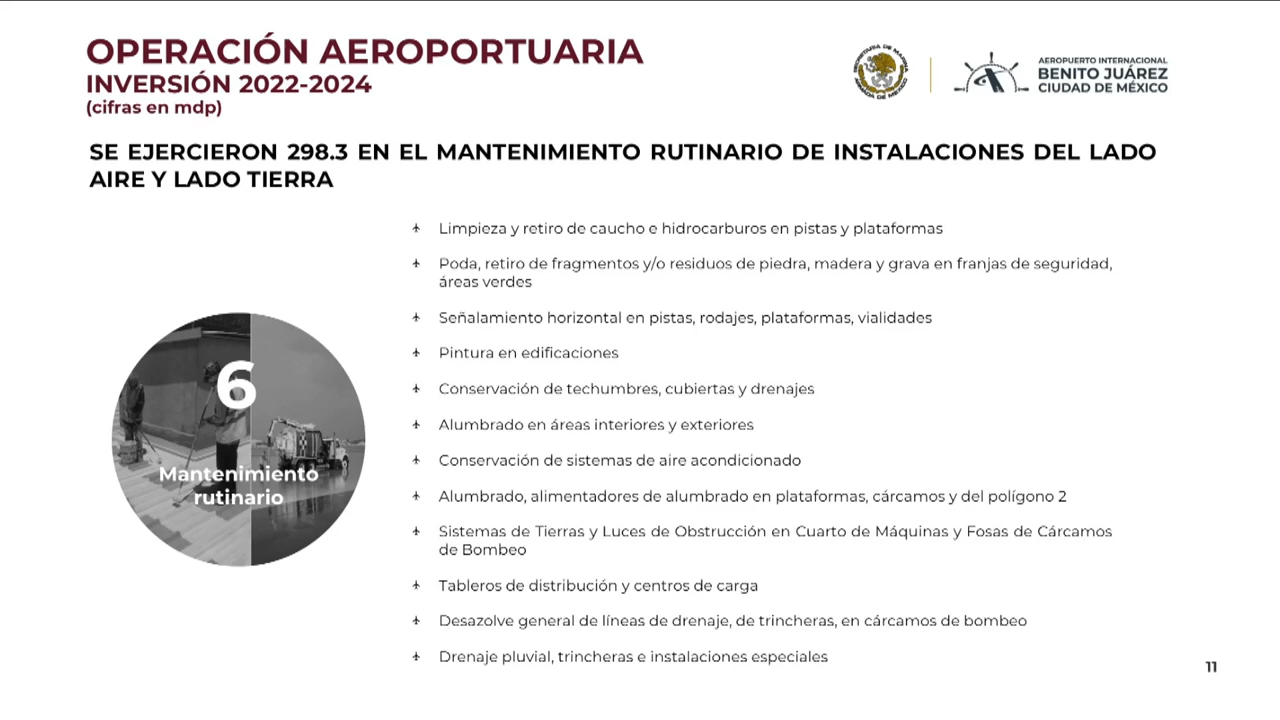 OPERACIÓN AEROPORTUARIA
INVERSIÓN 2022-2024
(cifras en mdp)
SECRETARÍA DE MARINA
ARMADA DE MÉXICO
AEROPUERTO INTERNACIONAL
BENITO JUÁREZ
CIUDAD DE MÉXICO
SE EJERCIERON 298.3 EN EL MANTENIMIENTO RUTINARIO DE INSTALACIONES DEL LADO
AIRE Y LADO TIERRA
6
Mantenimiento
rutinario
Limpieza y retiro de caucho e hidrocarburos en pistas y plataformas
Poda, retiro de fragmentos y/o residuos de piedra, madera y grava en franjas de seguridad,
áreas verdes
Señalamiento horizontal en pistas, rodajes, plataformas, vialidades
Pintura en edificaciones
Conservación de techumbres, cubiertas y drenajes
Alumbrado en áreas interiores y exteriores
Conservación de sistemas de aire acondicionado
Alumbrado, alimentadores de alumbrado en plataformas, cárcamos y del polígono 2
Sistemas de Tierras y Luces de Obstrucción en Cuarto de Máquinas y Fosas de Cárcamos
de Bombeo
Tableros de distribución y centros de carga
Desazolve general de líneas de drenaje, de trincheras, en cárcamos de bombeo
Drenaje pluvial, trincheras e instalaciones especiales
11